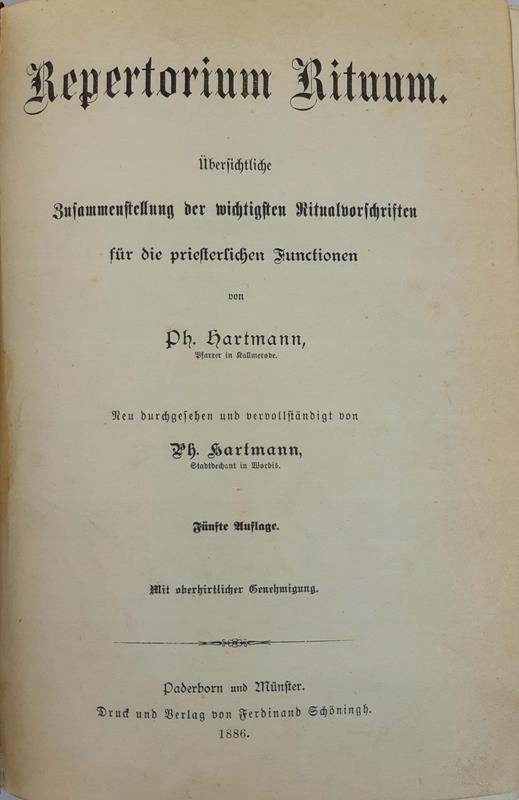 Repertorium Rituum.
Übersichtliche
Zusammenstellung der wichtigsten Ritualvorschriften
für die priesterlichen Functionen
von
Ph. Hartmann,
Pfarrer in Kallmerode.
Neu durchgesehen und vervollständigt von
Ph. Hartmann,
Stadtdechant in Worbis.
Fünfte Auflage.
Mit oberhirtlicher Genehmigung.
Paderborn und Münster.
Druck und Verlag von Ferdinand Schöningh.
1886.